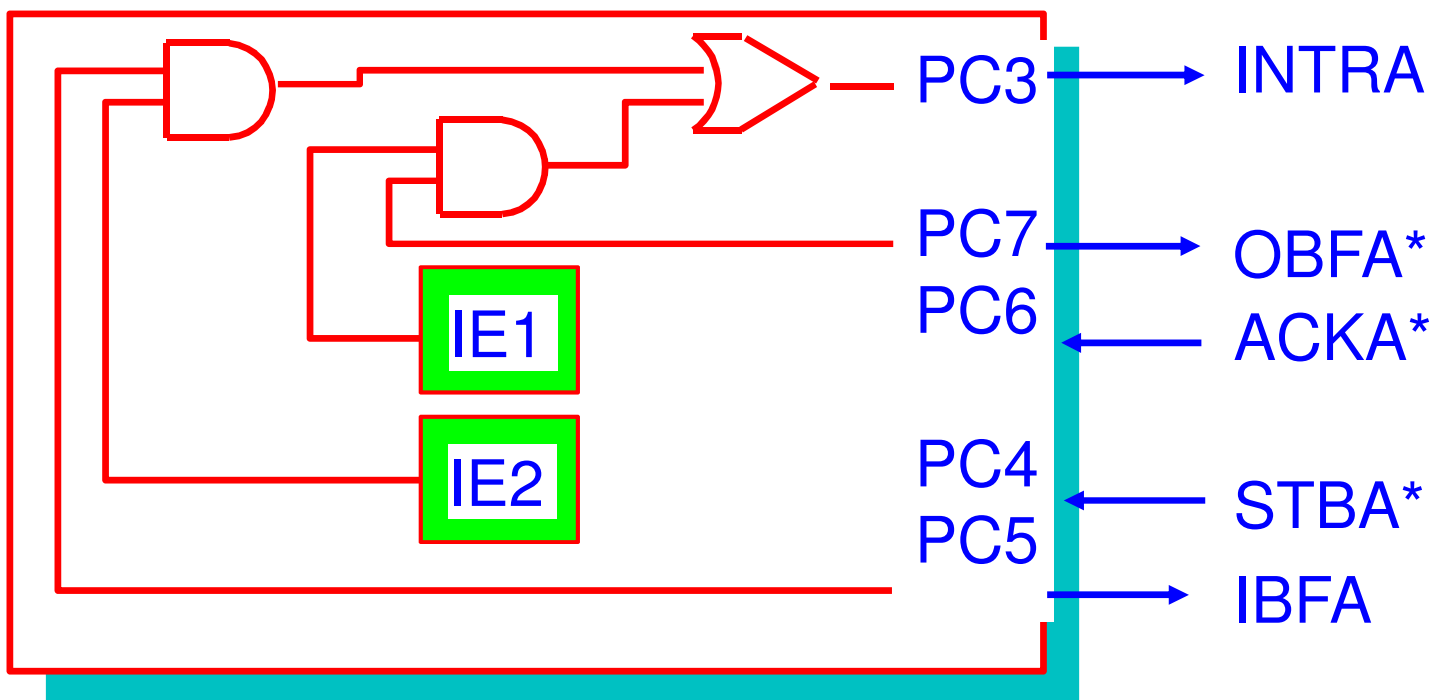 PC3 INTRA
PC7 OBFA*
PC6 ACKA*
IE1
IE2
PC4 STBA*
PC5 IBFA